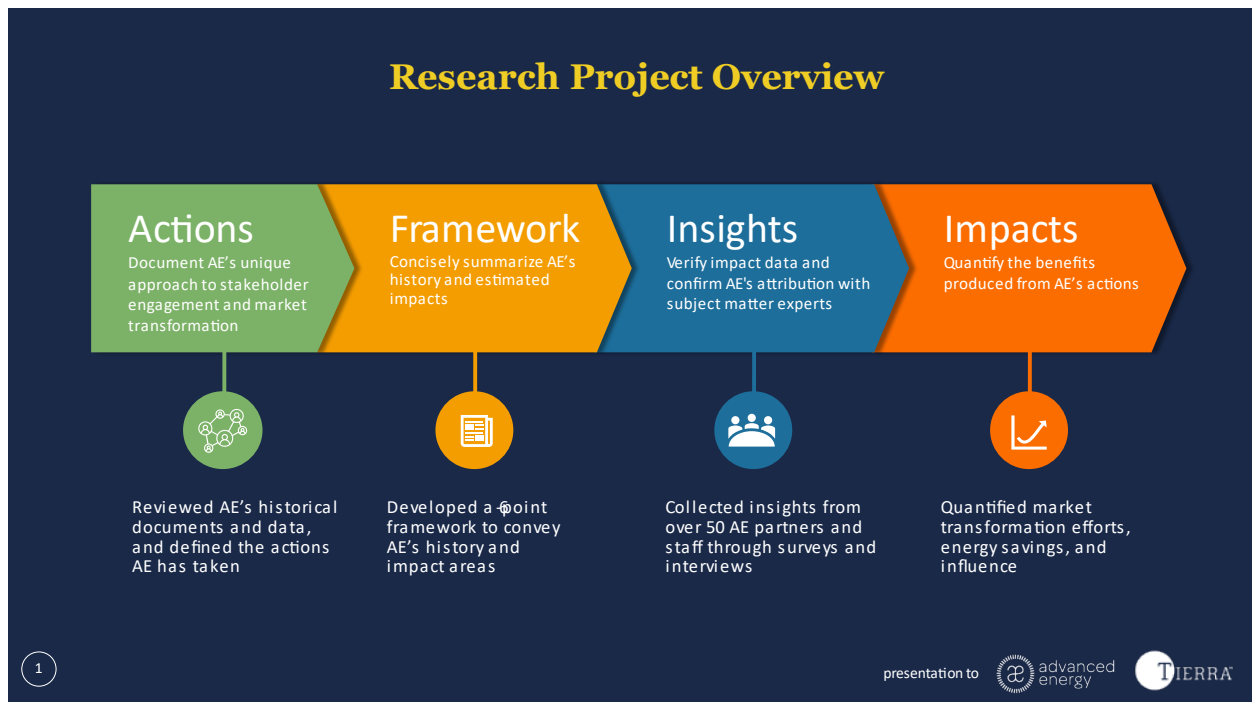 Research Project Overview
Actions
Document AE's unique
approach to stakeholder
engagement and market
transformation
Framework
Concisely summarize AE's
history and estimated
impacts
Insights
Verify impact data and
confirm AE's attribution with
subject matter experts
Impacts
Quantify the benefits
produced from AE's actions
Reviewed AE's historical
documents and data,
and defined the actions
AE has taken
Developed a 6-point
framework to convey
AE's history and
impact areas
Collected insights from
over 50 AE partners and
staff through surveys and
interviews
Quantified market
transformation efforts,
energy savings, and
influence
1
presentation to
æ advanced
energy
TIERRA